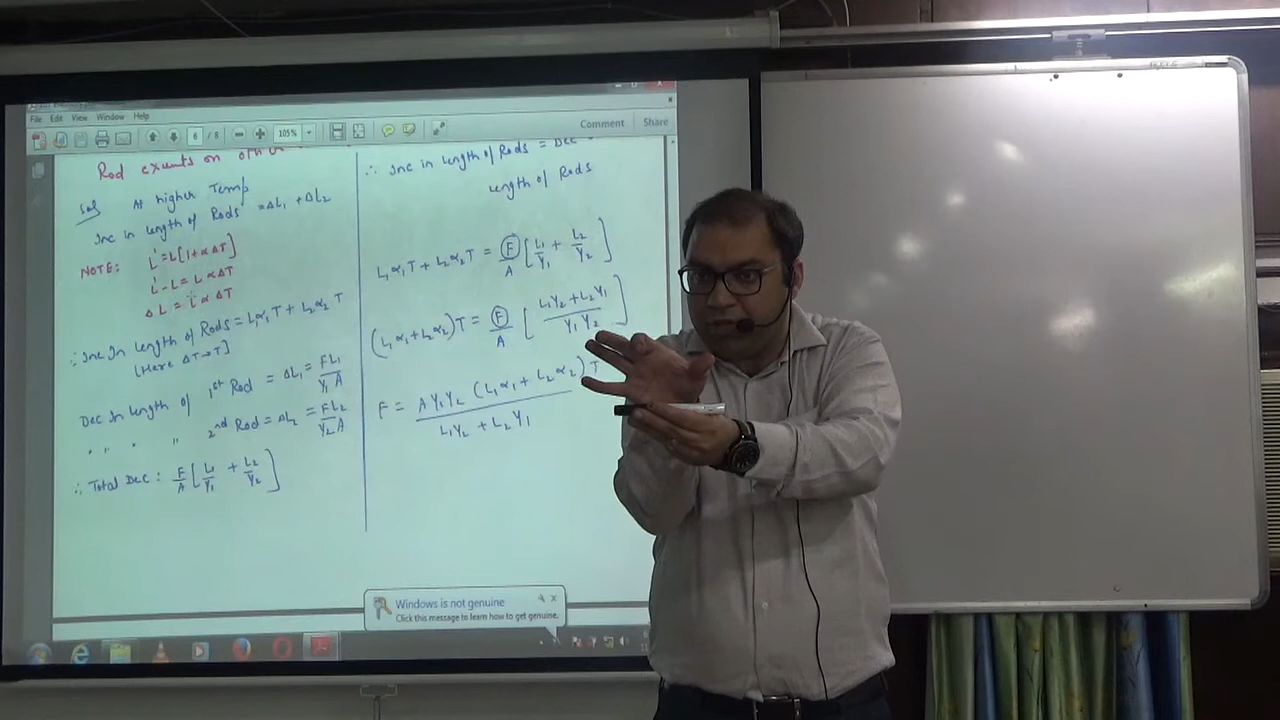 File Edit View Window Help
6 / 8
105%
Comment Share
Rod exerts on other
Sol At higher Temp
Inc in length of Rods = ΔL₁ + ΔL₂
NOTE: L' = L[1+αΔT]
L' - L = LαΔT
ΔL = LαΔT
∴ Inc In length of Rods = L₁α₁T + L₂α₂T
[Here ΔT→T]
Dec In length of 1st Rod = ΔL₁ = FL₁/Y₁A
" " " 2nd Rod = ΔL₂ = FL₂/Y₂A
∴ Total Dec: F/A [L₁/Y₁ + L₂/Y₂]
∴ Inc in length of Rods = Dec
length of Rods
L₁α₁T + L₂α₂T = F/A [L₁/Y₁ + L₂/Y₂]
(L₁α₁+L₂α₂)T = F/A [L₁Y₂+L₂Y₁/Y₁Y₂]
F = AY₁Y₂(L₁α₁+L₂α₂)T/L₁Y₂+L₂Y₁
Windows is not genuine
Click this message to learn how to get genuine.